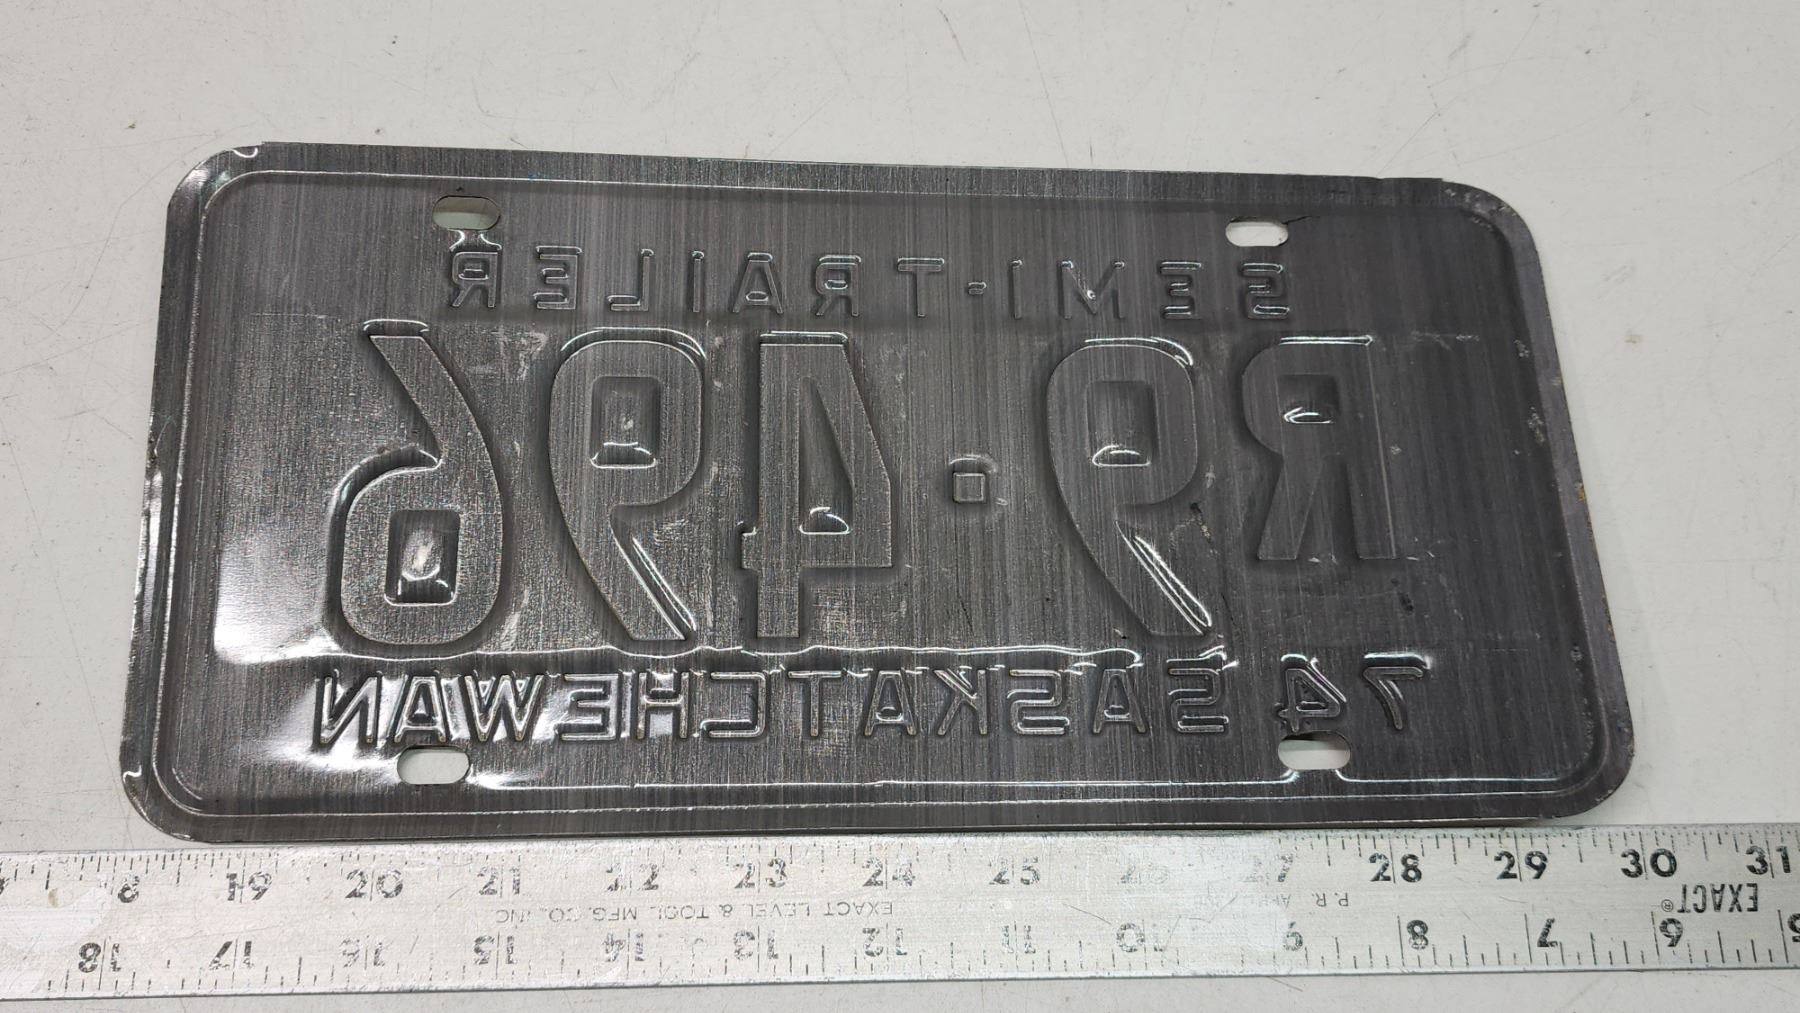 SEMI-TRAILER
R9·496
74 SASKATCHEWAN
19 20 21 22 23 24 25 26 27 28 29 30 31
EXACT LEVEL & TOOL MFG. CO., INC.
EXACT®
18 17 16 15 14 13 12 11 10 9 8 7 6